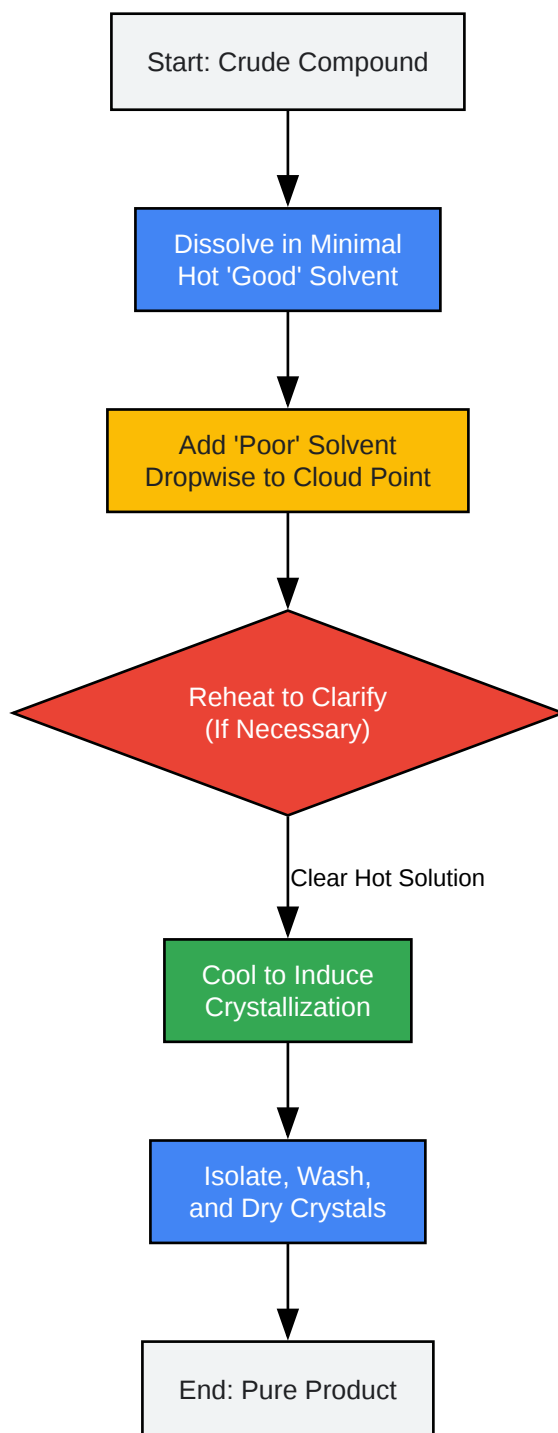 Start: Crude Compound
Dissolve in Minimal
Hot 'Good' Solvent
Add 'Poor' Solvent
Dropwise to Cloud Point
Reheat to Clarify
(If Necessary)
Clear Hot Solution
Cool to Induce
Crystallization
Isolate, Wash,
and Dry Crystals
End: Pure Product